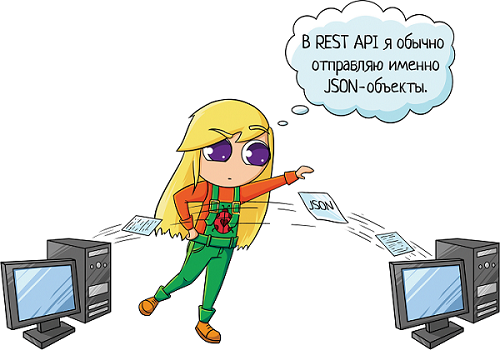 В REST API я обычно
отправляю именно
JSON-объекты.
JSON